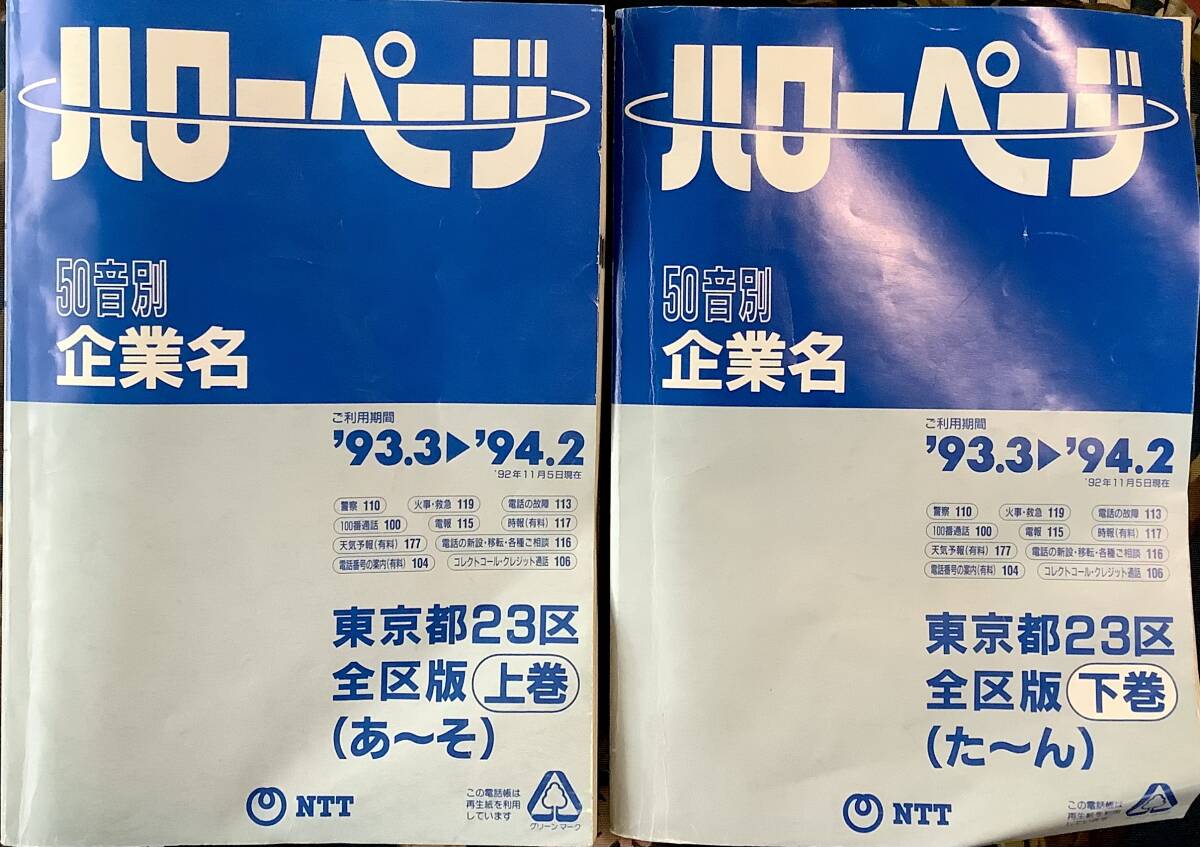 ハローページ
50音別
企業名
ご利用期間
'93.3▶'94.2
'92年11月5日現在
警察 110 火事・救急 119 電話の故障 113
100番通話 100 電報 115 時報(有料) 117
天気予報(有料) 177 電話の新設・移転・各種ご相談 116
電話番号の案内(有料) 104 コレクトコール・クレジット通話 106
東京都23区
全区版 上巻
(あ〜そ)
NTT
この電話帳は
再生紙を利用
しています
グリーンマーク
ハローページ
50音別
企業名
ご利用期間
'93.3▶'94.2
'92年11月5日現在
警察 110 火事・救急 119 電話の故障 113
100番通話 100 電報 115 時報(有料) 117
天気予報(有料) 177 電話の新設・移転・各種ご相談 116
電話番号の案内(有料) 104 コレクトコール・クレジット通話 106
東京都23区
全区版 下巻
(た〜ん)
NTT
この電話帳は
再生紙を利用